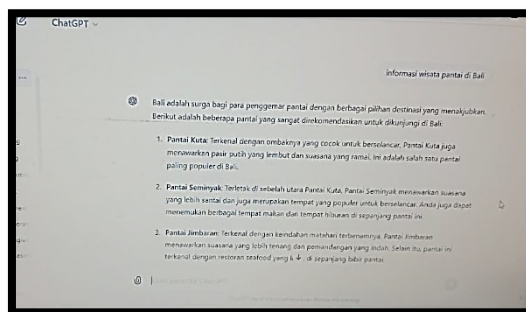 ChatGPT
informasi wisata pantai di Bali
Bali adalah surga bagi para penggemar pantai dengan berbagai pilihan destinasi yang menakjubkan.
Berikut adalah beberapa pantai yang sangat direkomendasikan untuk dikunjungi di Bali:
1. Pantai Kuta: Terkenal dengan ombaknya yang cocok untuk berselancar, Pantai Kuta juga
menawarkan pasir putih yang lembut dan suasana yang ramai. Ini adalah salah satu pantai
paling populer di Bali.
2. Pantai Seminyak: Terletak di sebelah utara Pantai Kuta, Pantai Seminyak menawarkan suasana
yang lebih santai dan juga merupakan tempat yang populer untuk berselancar. Anda juga dapat
menemukan berbagai tempat makan dan tempat hiburan di sepanjang pantai ini.
3. Pantai Jimbaran: Terkenal dengan keindahan matahari terbenamnya, Pantai Jimbaran
menawarkan suasana yang lebih tenang dan pemandangan yang indah. Selain itu, pantai ini
terkenal dengan restoran seafood yang di sepanjang bibir pantai.